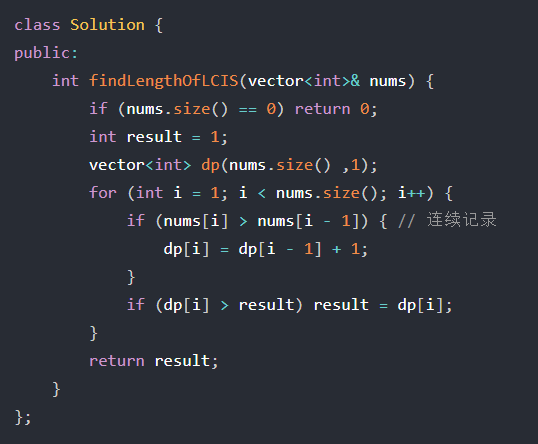 class Solution {
public:
    int findLengthOfLCIS(vector<int>& nums) {
        if (nums.size() == 0) return 0;
        int result = 1;
        vector<int> dp(nums.size() ,1);
        for (int i = 1; i < nums.size(); i++) {
            if (nums[i] > nums[i - 1]) { // 连续记录
                dp[i] = dp[i - 1] + 1;
            }
            if (dp[i] > result) result = dp[i];
        }
        return result;
    }
};